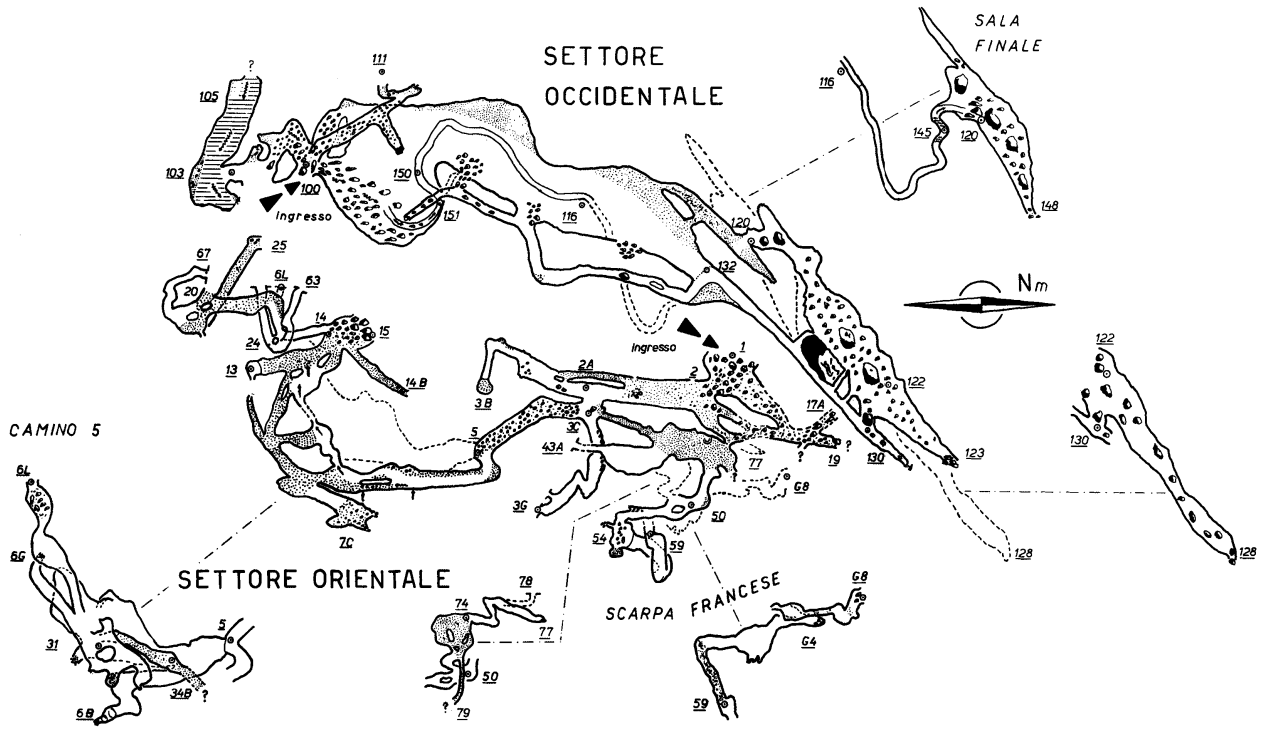 SALA
FINALE
SETTORE
OCCIDENTALE
111
?
105
103
100
Ingresso
150
151
116
120
132
116
145
120
148
Nm
67
25
20
6L
63
24
14
15
13
14B
Ingresso
1
2
2A
3B
3C
5
43A
17A
?
?
19
77
G8
130
122
123
128
122
130
128
3G
50
54
59
7C
CAMINO 5
6L
6G
31
5
34B
?
6B
SETTORE ORIENTALE
78
74
77
50
?
79
SCARPA FRANCESE
G8
G4
59